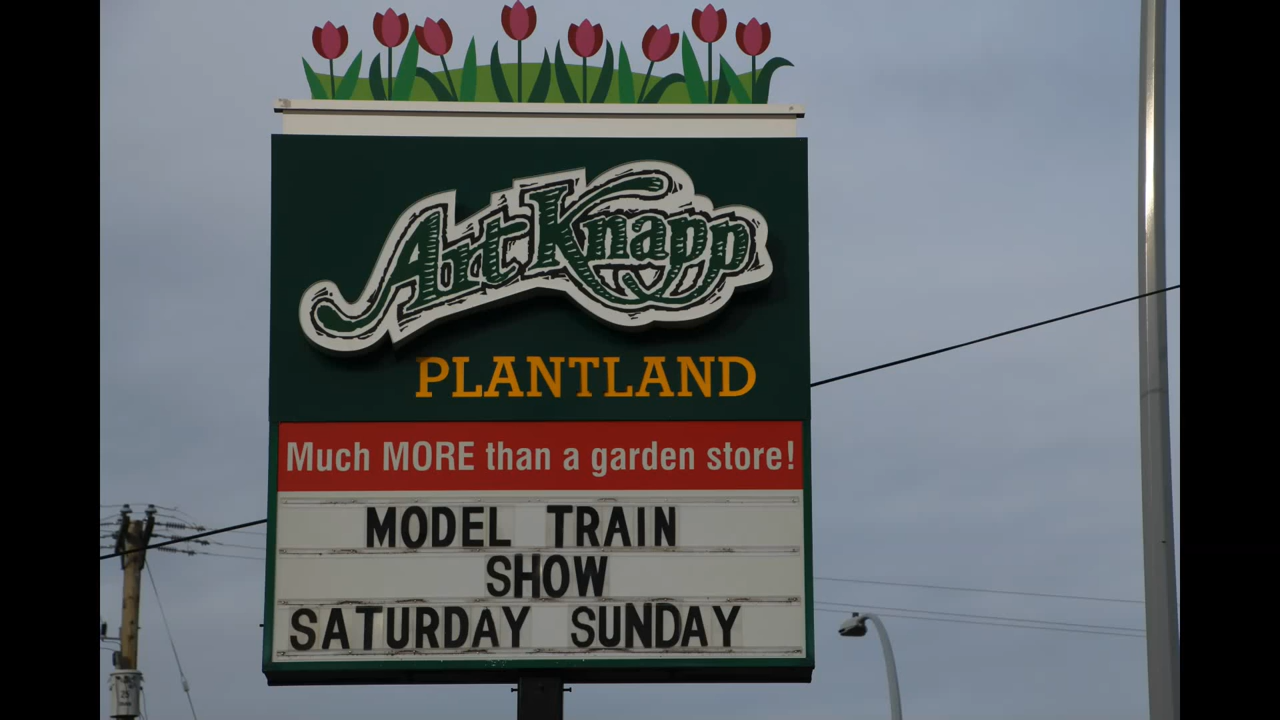 Art Knapp
PLANTLAND
Much MORE than a garden store!
MODEL TRAIN
SHOW
SATURDAY SUNDAY